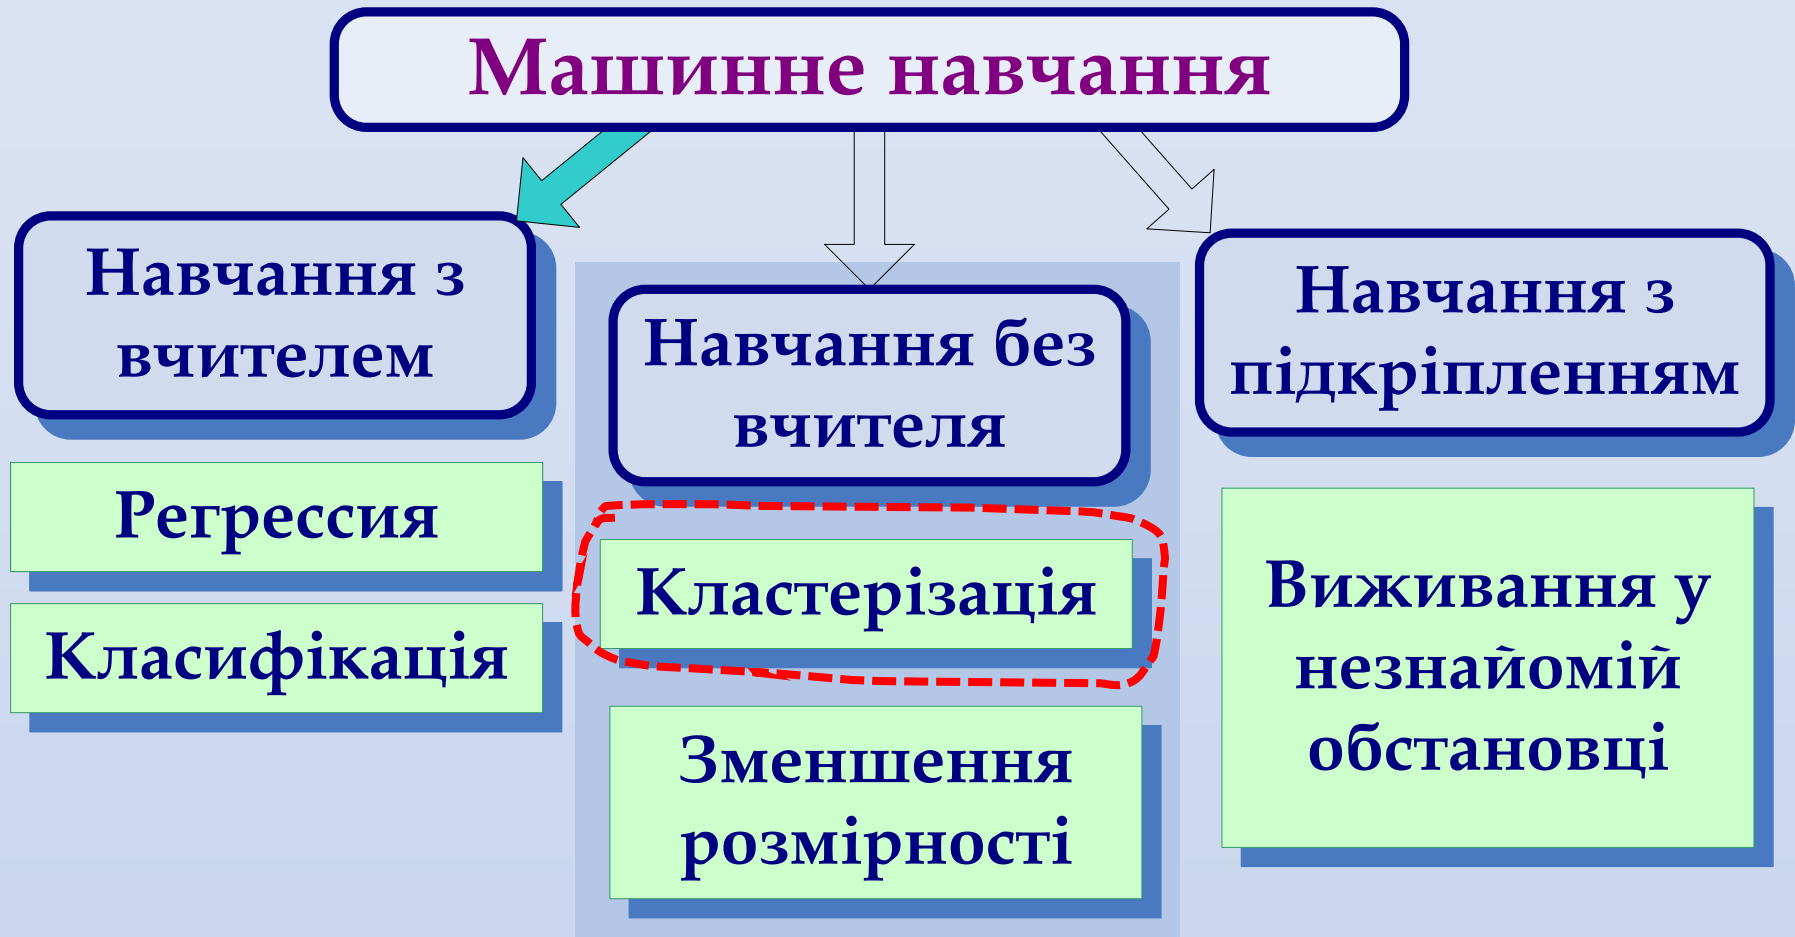 Машинне навчання
Навчання з
вчителем
Регрессия
Класифікація
Навчання без
вчителя
Кластерізація
Зменшення
розмірності
Навчання з
підкріпленням
Виживання у
незнайомій
обстановці